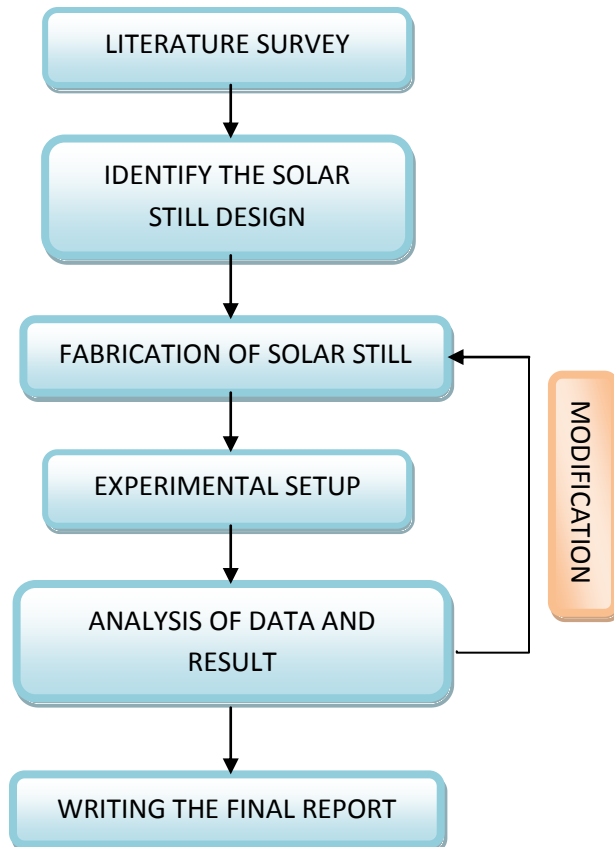 LITERATURE SURVEY
IDENTIFY THE SOLAR
STILL DESIGN
FABRICATION OF SOLAR STILL
EXPERIMENTAL SETUP
MODIFICATION
ANALYSIS OF DATA AND
RESULT
WRITING THE FINAL REPORT